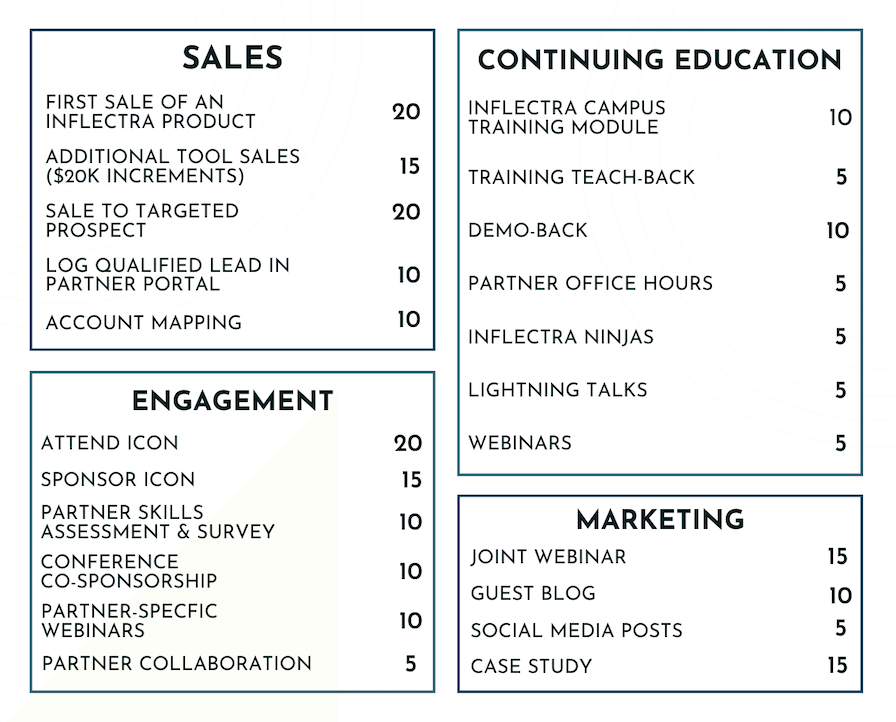 SALES
FIRST SALE OF AN
INFLECTRA PRODUCT 20
ADDITIONAL TOOL SALES
($20K INCREMENTS) 15
SALE TO TARGETED
PROSPECT 20
LOG QUALIFIED LEAD IN
PARTNER PORTAL 10
ACCOUNT MAPPING 10
ENGAGEMENT
ATTEND ICON 20
SPONSOR ICON 15
PARTNER SKILLS
ASSESSMENT & SURVEY 10
CONFERENCE
CO-SPONSORSHIP 10
PARTNER-SPECFIC
WEBINARS 10
PARTNER COLLABORATION 5
CONTINUING EDUCATION
INFLECTRA CAMPUS
TRAINING MODULE 10
TRAINING TEACH-BACK 5
DEMO-BACK 10
PARTNER OFFICE HOURS 5
INFLECTRA NINJAS 5
LIGHTNING TALKS 5
WEBINARS 5
MARKETING
JOINT WEBINAR 15
GUEST BLOG 10
SOCIAL MEDIA POSTS 5
CASE STUDY 15